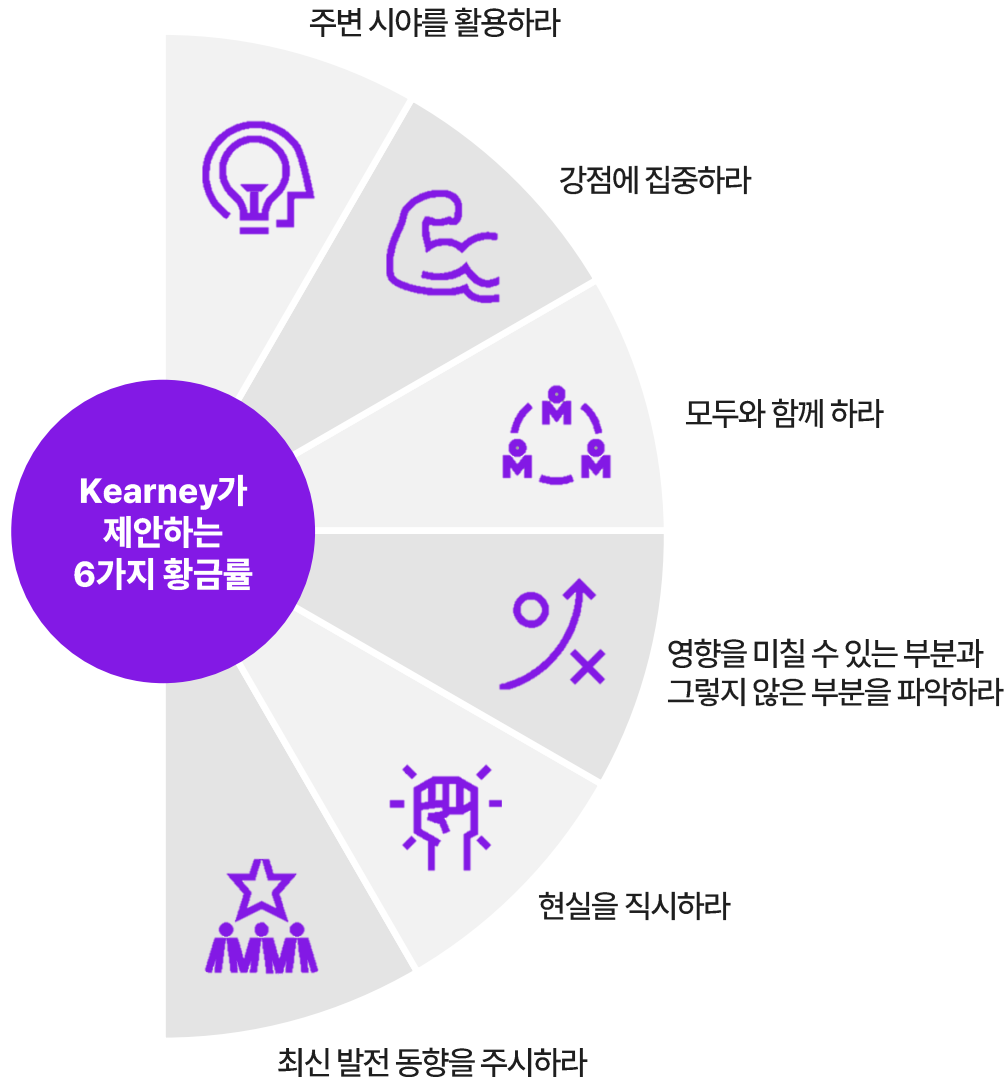 주변 시야를 활용하라
강점에 집중하라
모두와 함께 하라
Kearney가
제안하는
6가지 황금률
영향을 미칠 수 있는 부분과
그렇지 않은 부분을 파악하라
현실을 직시하라
최신 발전 동향을 주시하라